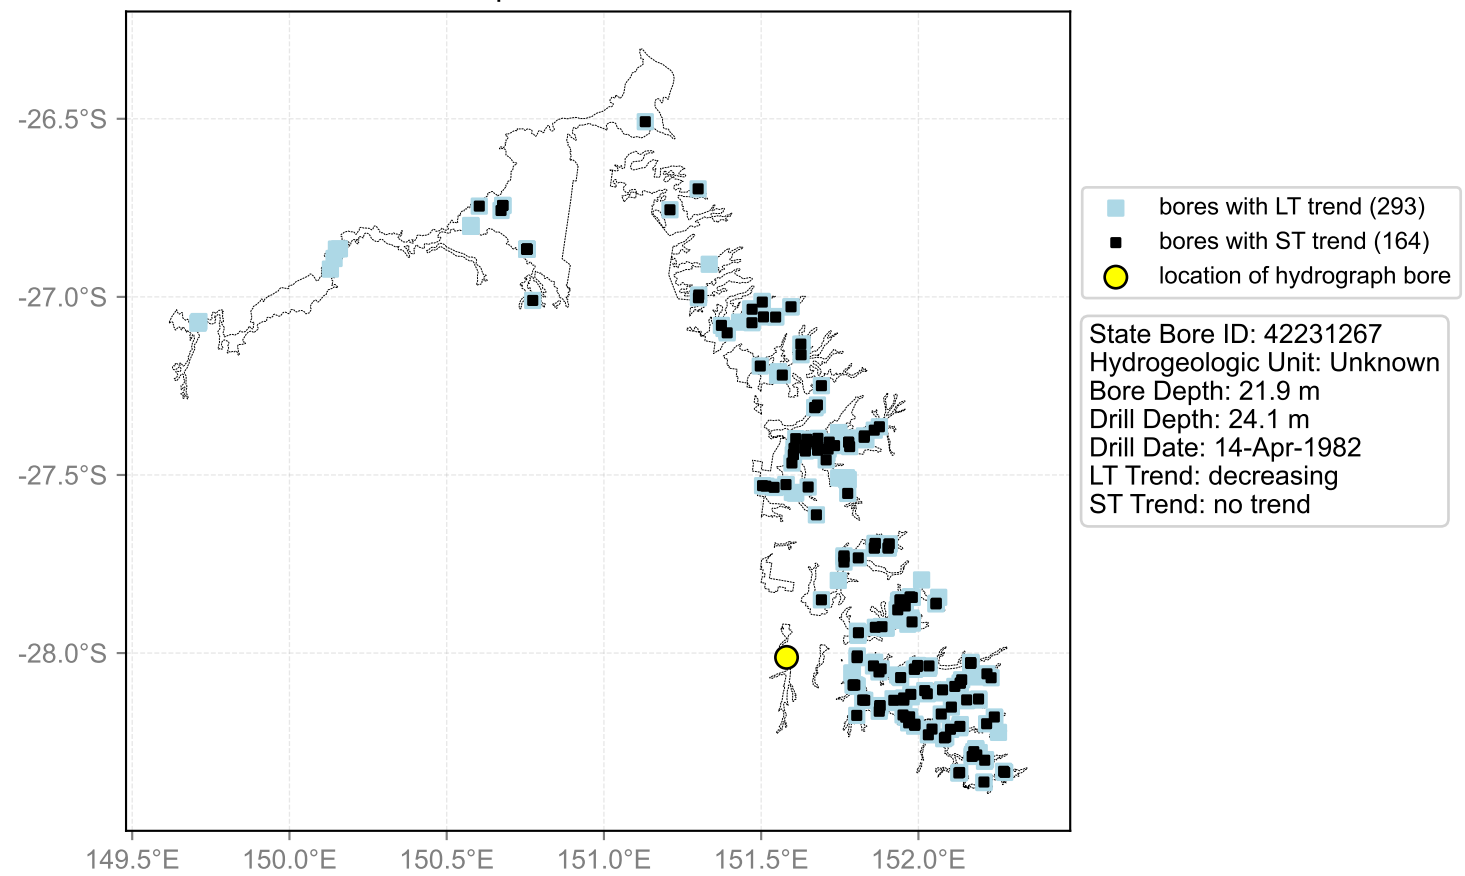 -26.5°S
-27.0°S
-27.5°S
-28.0°S
149.5°E
150.0°E
150.5°E
151.0°E
151.5°E
152.0°E
bores with LT trend (293)
bores with ST trend (164)
location of hydrograph bore
State Bore ID: 42231267
Hydrogeologic Unit: Unknown
Bore Depth: 21.9 m
Drill Depth: 24.1 m
Drill Date: 14-Apr-1982
LT Trend: decreasing
ST Trend: no trend